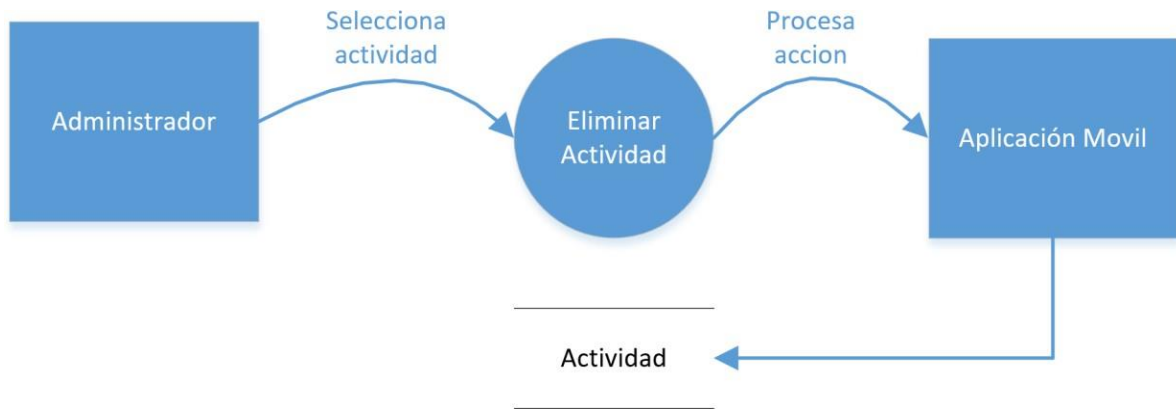 Selecciona
actividad
Procesa
accion
Administrador
Eliminar
Actividad
Aplicación Movil
Actividad